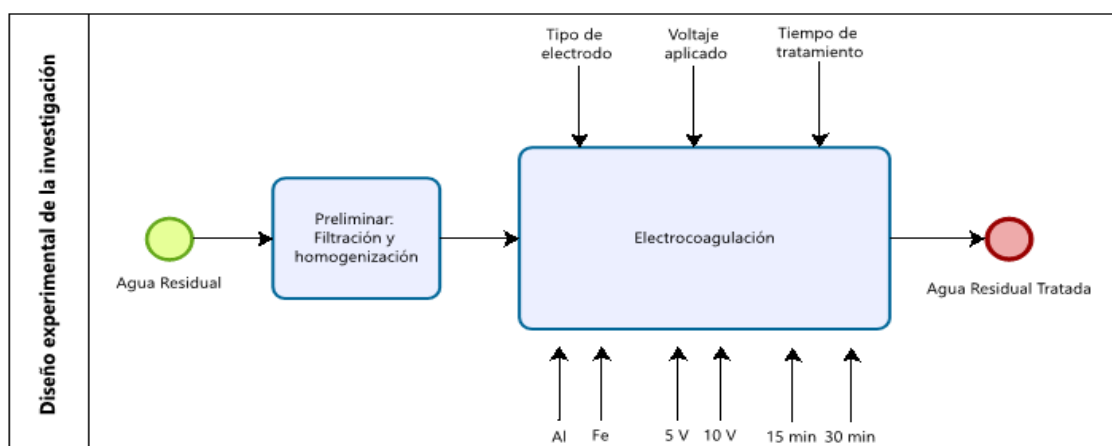 Diseño experimental de la investigación
Tipo de
electrodo
Voltaje
aplicado
Tiempo de
tratamiento
Preliminar:
Filtración y
homogenización
Electrocoagulación
Agua Residual
Agua Residual Tratada
Al
Fe
5 V
10 V
15 min
30 min